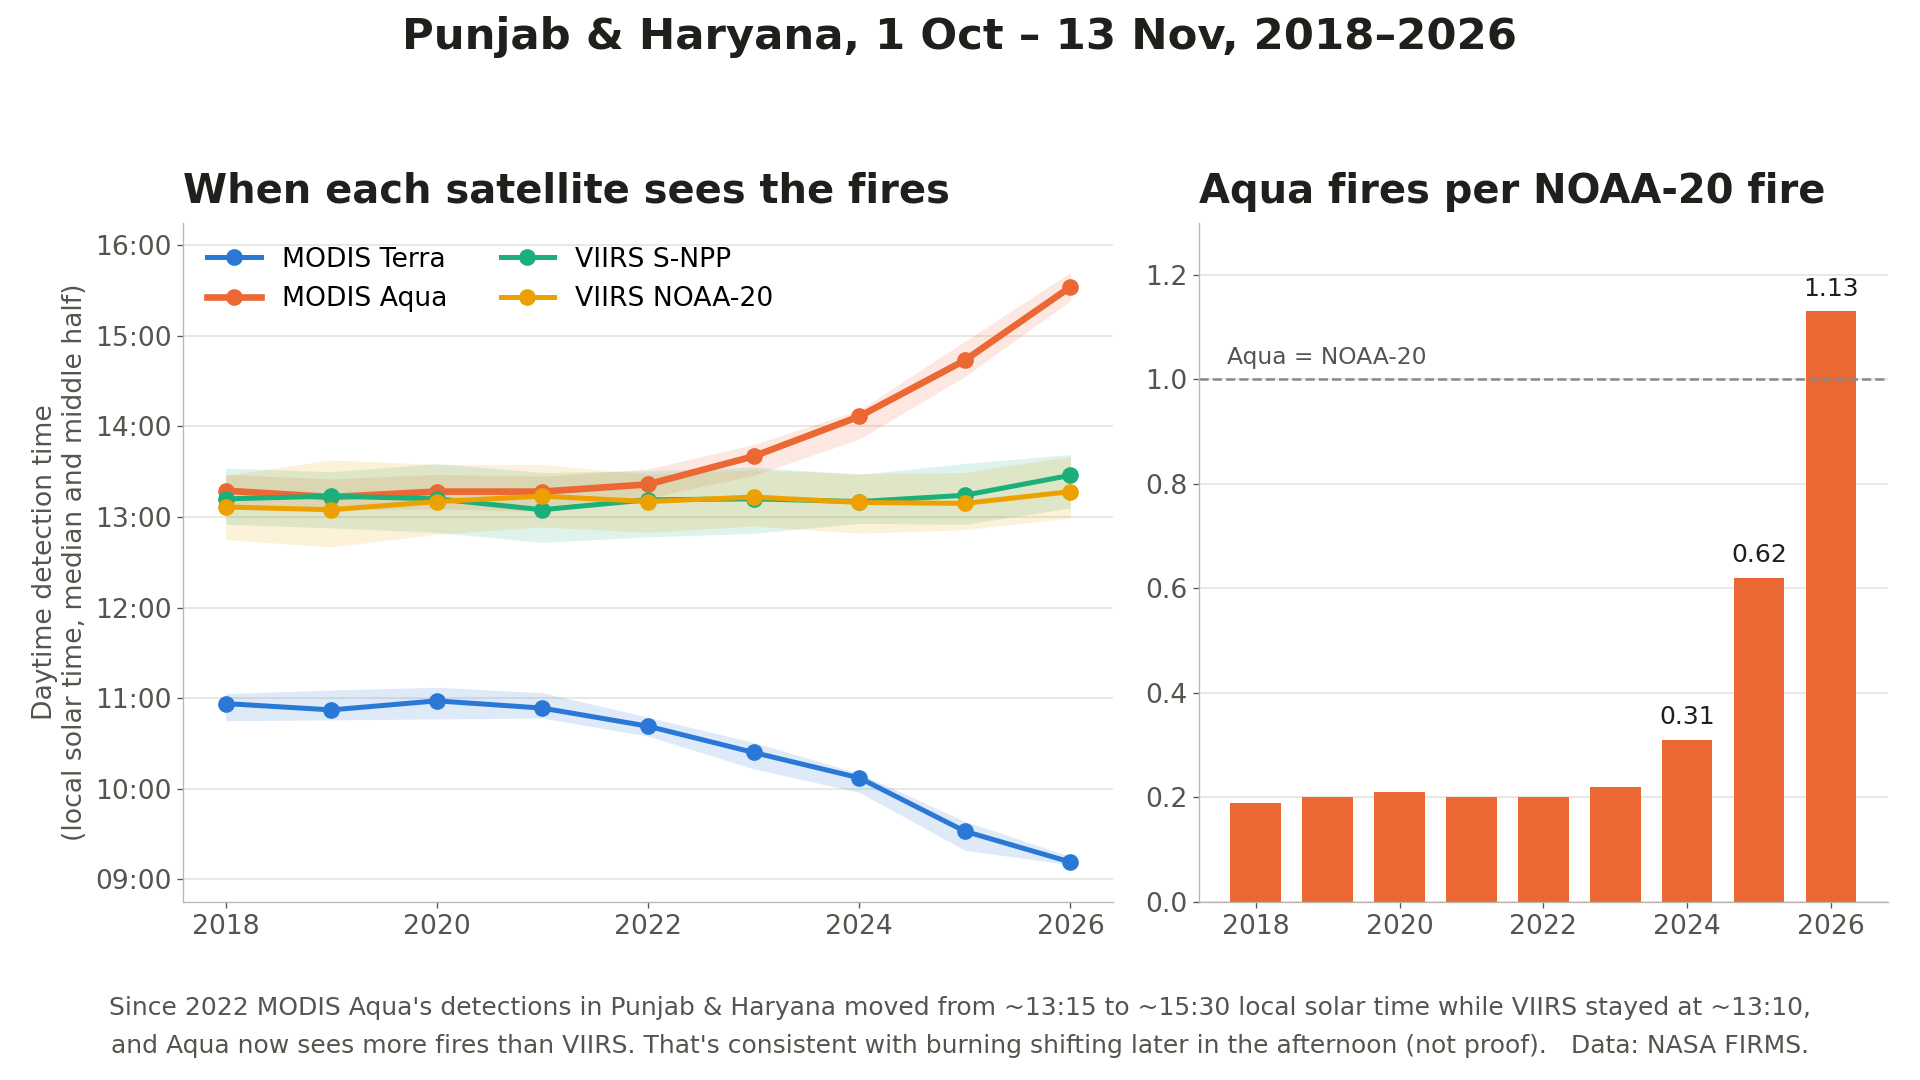 Punjab & Haryana, 1 Oct – 13 Nov, 2018–2026
When each satellite sees the fires
Daytime detection time
(local solar time, median and middle half)
16:00
15:00
14:00
13:00
12:00
11:00
10:00
09:00
MODIS Terra
MODIS Aqua
VIIRS S-NPP
VIIRS NOAA-20
2018
2020
2022
2024
2026
Aqua fires per NOAA-20 fire
1.2
1.0
0.8
0.6
0.4
0.2
0.0
Aqua = NOAA-20
0.31
0.62
1.13
2018
2020
2022
2024
2026
Since 2022 MODIS Aqua's detections in Punjab & Haryana moved from ~13:15 to ~15:30 local solar time while VIIRS stayed at ~13:10,
and Aqua now sees more fires than VIIRS. That's consistent with burning shifting later in the afternoon (not proof).   Data: NASA FIRMS.